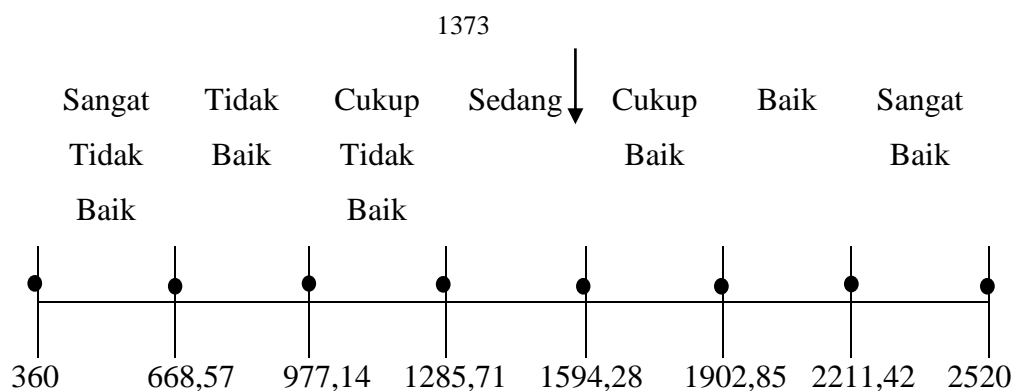 1373
Sangat Tidak Cukup Sedang Cukup Baik Sangat
Tidak Baik Tidak Baik Baik
Baik Baik
360 668,57 977,14 1285,71 1594,28 1902,85 2211,42 2520